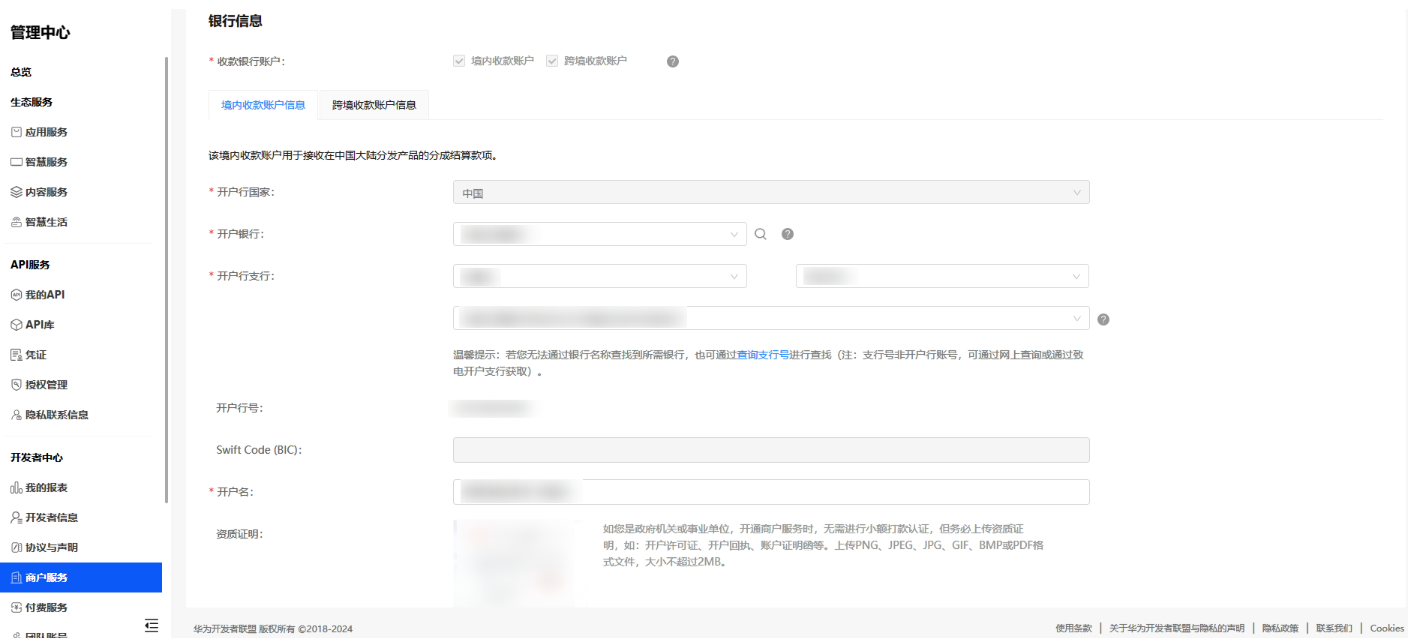 管理中心
总览
生态服务
应用服务
智慧服务
内容服务
智慧生活
API服务
我的API
API库
凭证
授权管理
隐私联系信息
开发者中心
我的报表
开发者信息
协议与声明
商户服务
付费服务
团队账号
银行信息
* 收款银行账户：
境内收款账户 跨境收款账户
境内收款账户信息 跨境收款账户信息
该境内收款账户用于接收在中国大陆分发产品的分成结算款项。
* 开户行国家： 中国
* 开户银行：
* 开户行支行：
温馨提示：若您无法通过银行名称查找到所需银行，也可通过查询支行号进行查找（注：支行号非开户行账号，可通过网上查询或通过致
电开户支行获取）。
开户行号：
Swift Code (BIC)：
* 开户名：
资质证明：
如您是政府机关或事业单位，开通商户服务时，无需进行小额打款认证，但务必上传资质证
明，如：开户许可证、开户回执、账户证明函等。上传PNG、JPEG、JPG、GIF、BMP或PDF格
式文件，大小不超过2MB。
华为开发者联盟 版权所有 ©2018-2024
使用条款 | 关于华为开发者联盟与隐私的声明 | 隐私政策 | 联系我们 | Cookies